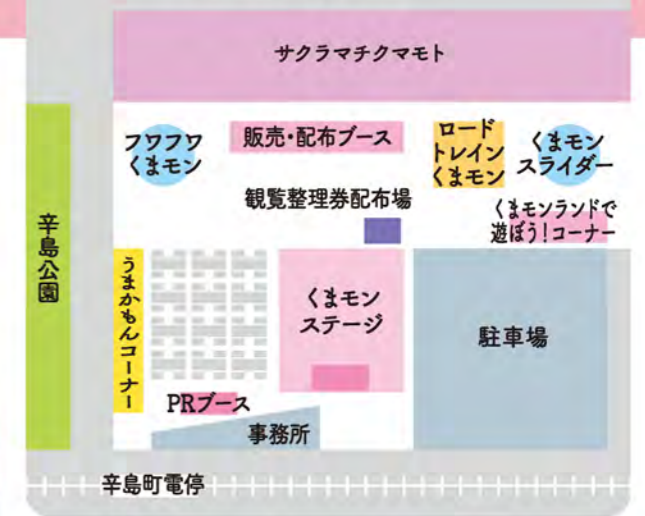 サクラマチクマモト
フワフワ
くまモン
販売・配布ブース
ロード
トレイン
くまモン
くまモン
スライダー
観覧整理券配布場
くまモンランドで
遊ぼう!コーナー
辛島公園
うまかもんコーナー
くまモン
ステージ
駐車場
PRブース
事務所
辛島町電停